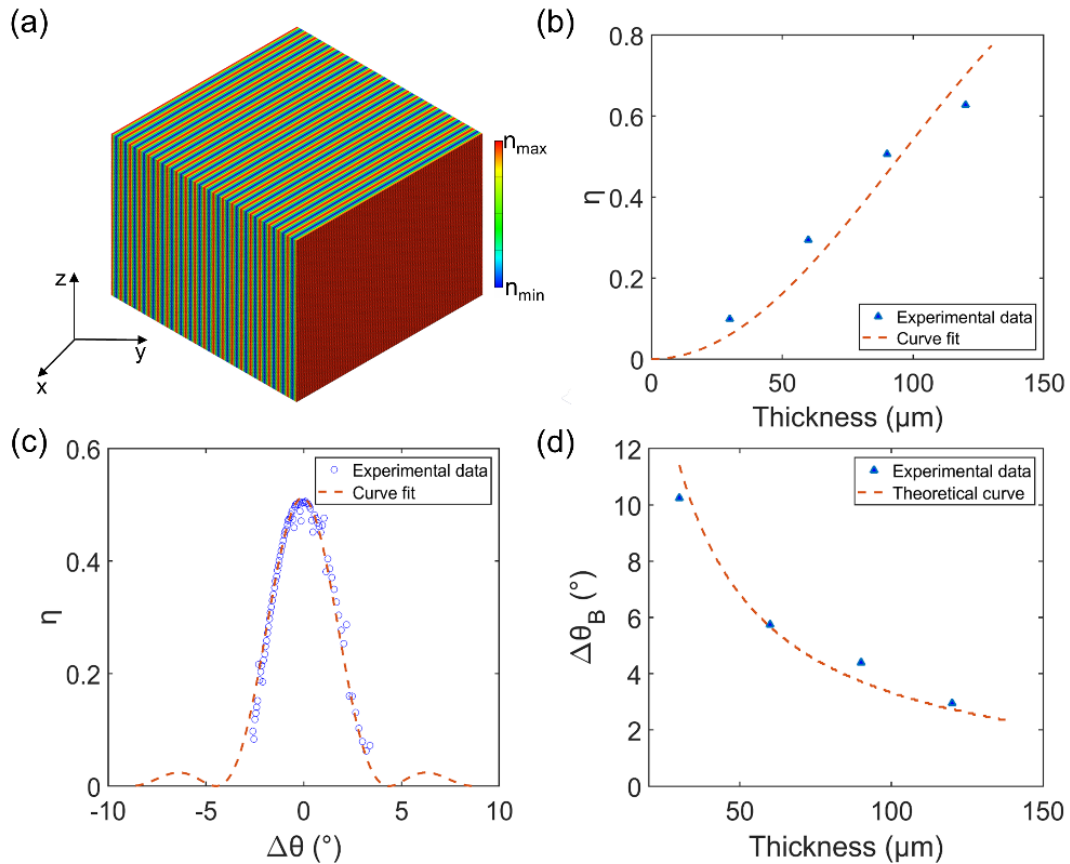 (a)
n_max
n_min
z
y
x
(b)
0.8
0.6
0.4
0.2
0
η
0
50
100
150
Thickness (μm)
Experimental data
Curve fit
(c)
0.6
0.4
0.2
0
η
-10
-5
0
5
10
Δθ (°)
Experimental data
Curve fit
(d)
12
10
8
6
4
2
0
Δθ_B (°)
50
100
150
Thickness (μm)
Experimental data
Theoretical curve